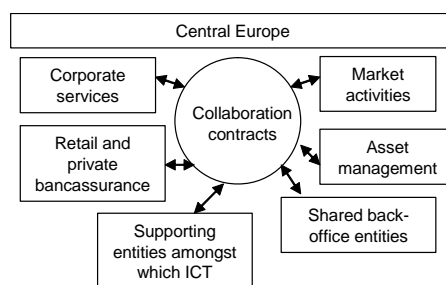 Central Europe
Corporate
services
Market
activities
Collaboration
contracts
Retail and
private
bancassurance
Asset
management
Supporting
entities amongst
which ICT
Shared back-
office entities